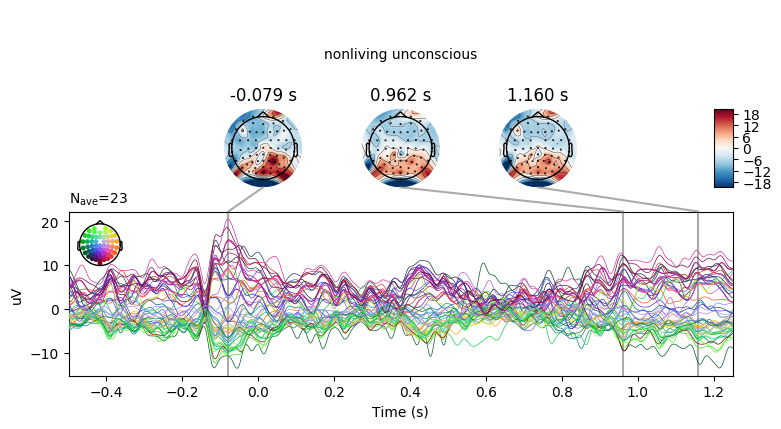 nonliving unconscious
-0.079 s 0.962 s 1.160 s
18
12
6
0
−6
−12
−18
Nave=23
20
10
0
−10
uV
−0.4 −0.2 0.0 0.2 0.4 0.6 0.8 1.0 1.2
Time (s)